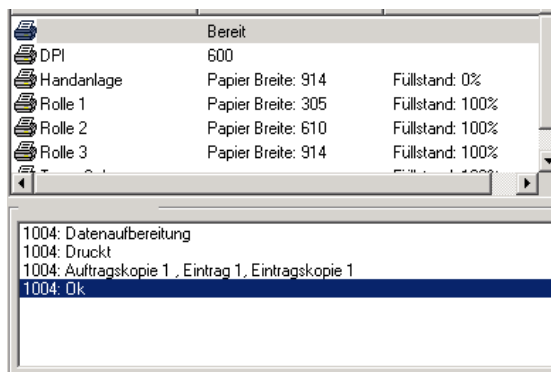 Bereit
DPI 600
Handanlage Papier Breite: 914 Füllstand: 0%
Rolle 1 Papier Breite: 305 Füllstand: 100%
Rolle 2 Papier Breite: 610 Füllstand: 100%
Rolle 3 Papier Breite: 914 Füllstand: 100%
1004: Datenaufbereitung
1004: Druckt
1004: Auftragskopie 1 , Eintrag 1, Eintragskopie 1
1004: Ok